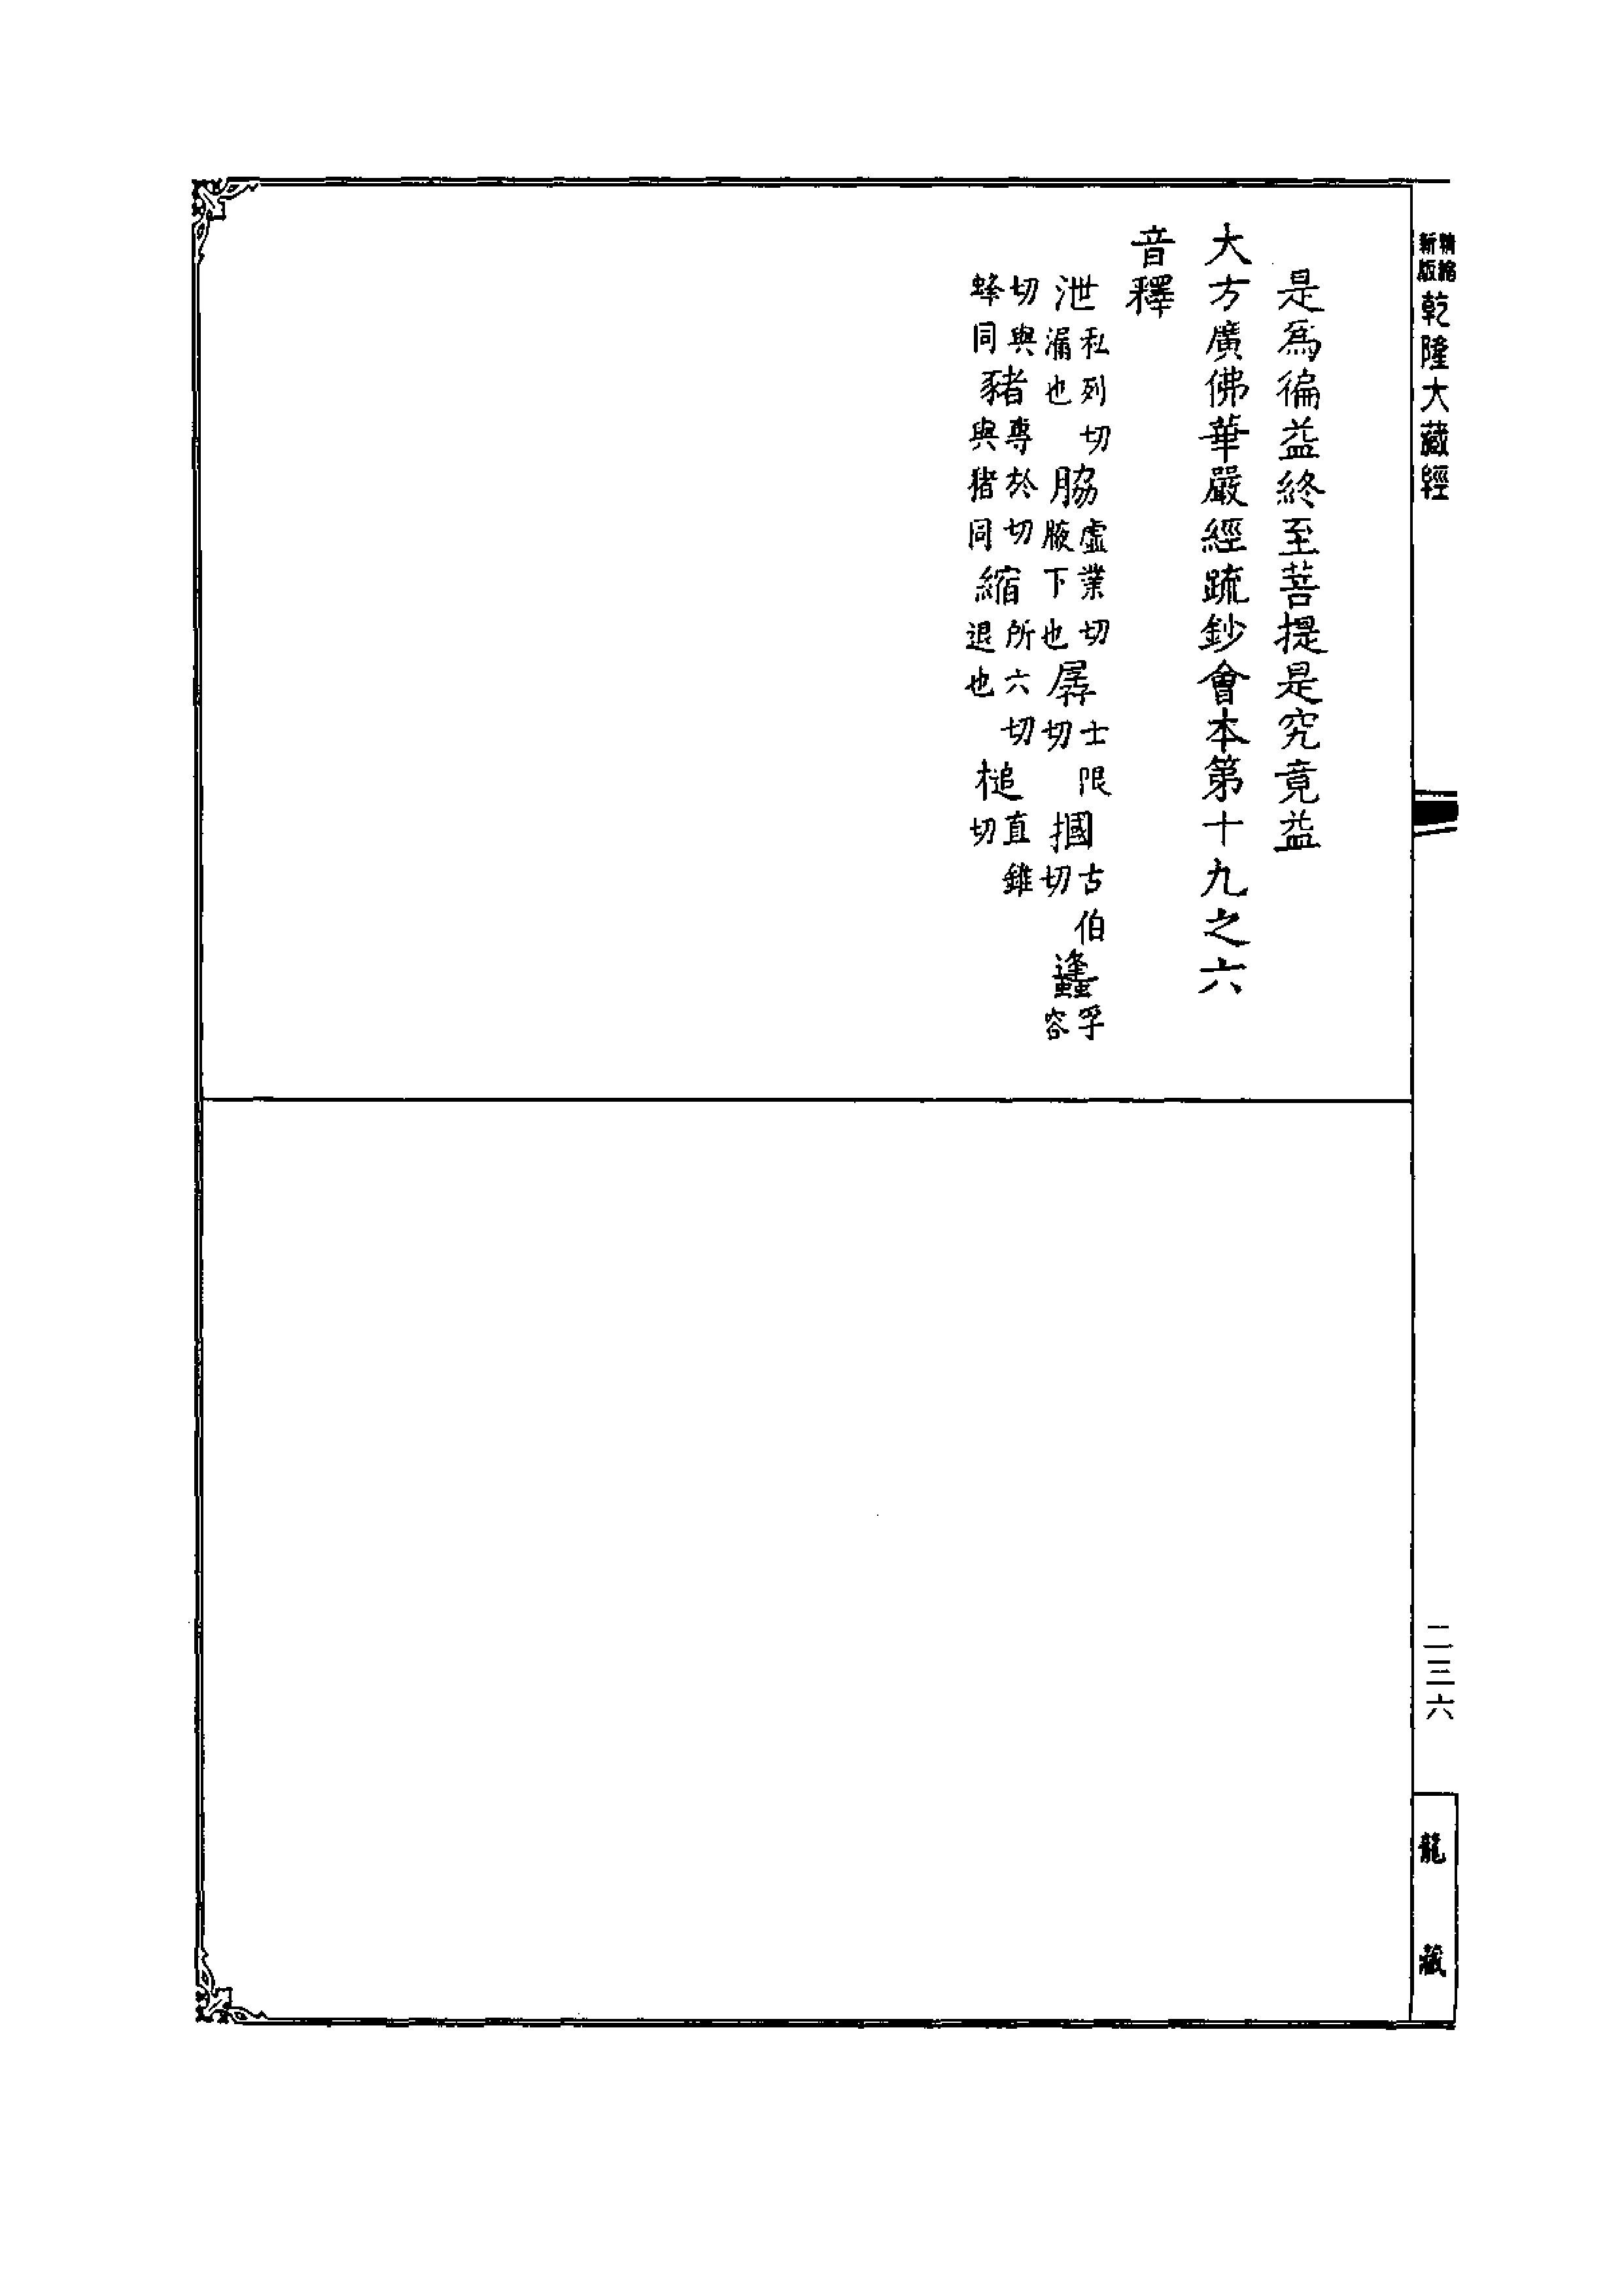 精縮新版乾隆大藏經
是爲徧益終至菩提是究竟益
大方廣佛華嚴經疏鈔會本第十九之六
音釋
泄私列切漏也 脇虛業切腋下也 孱士限切 摑古伯切 䗬孚容
切與蜂同 豬專於切與猪同 縮所六切退也 槌直錐切
二三六
龍藏